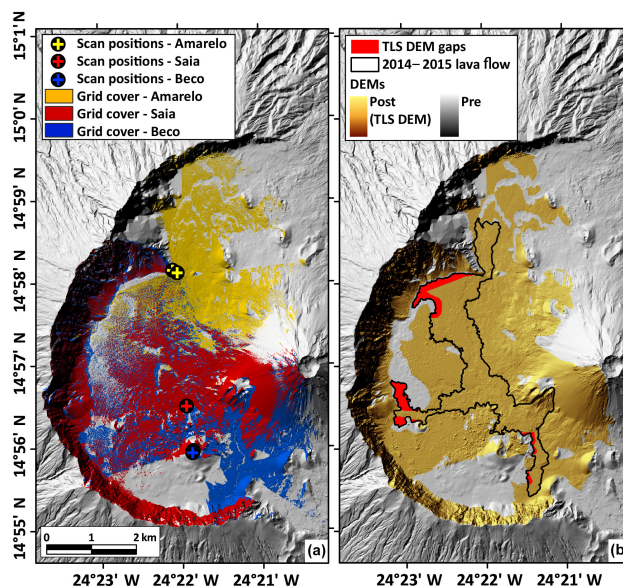 Scan positions - Amarelo
Scan positions - Saia
Scan positions - Beco
Grid cover - Amarelo
Grid cover - Saia
Grid cover - Beco
TLS DEM gaps
2014– 2015 lava flow
DEMs
Post
(TLS DEM)
Pre
15°1' N
15°0' N
14°59' N
14°58' N
14°57' N
14°56' N
14°55' N
0 1 2 km
(a)
(b)
24°23' W 24°22' W 24°21' W
24°23' W 24°22' W 24°21' W